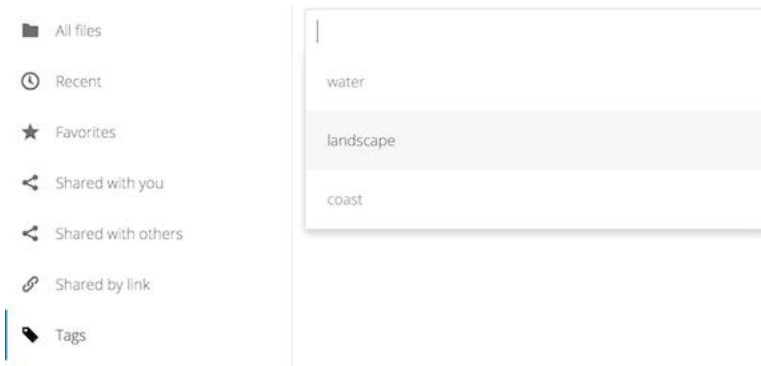 All files
Recent
Favorites
Shared with you
Shared with others
Shared by link
Tags
water
landscape
coast